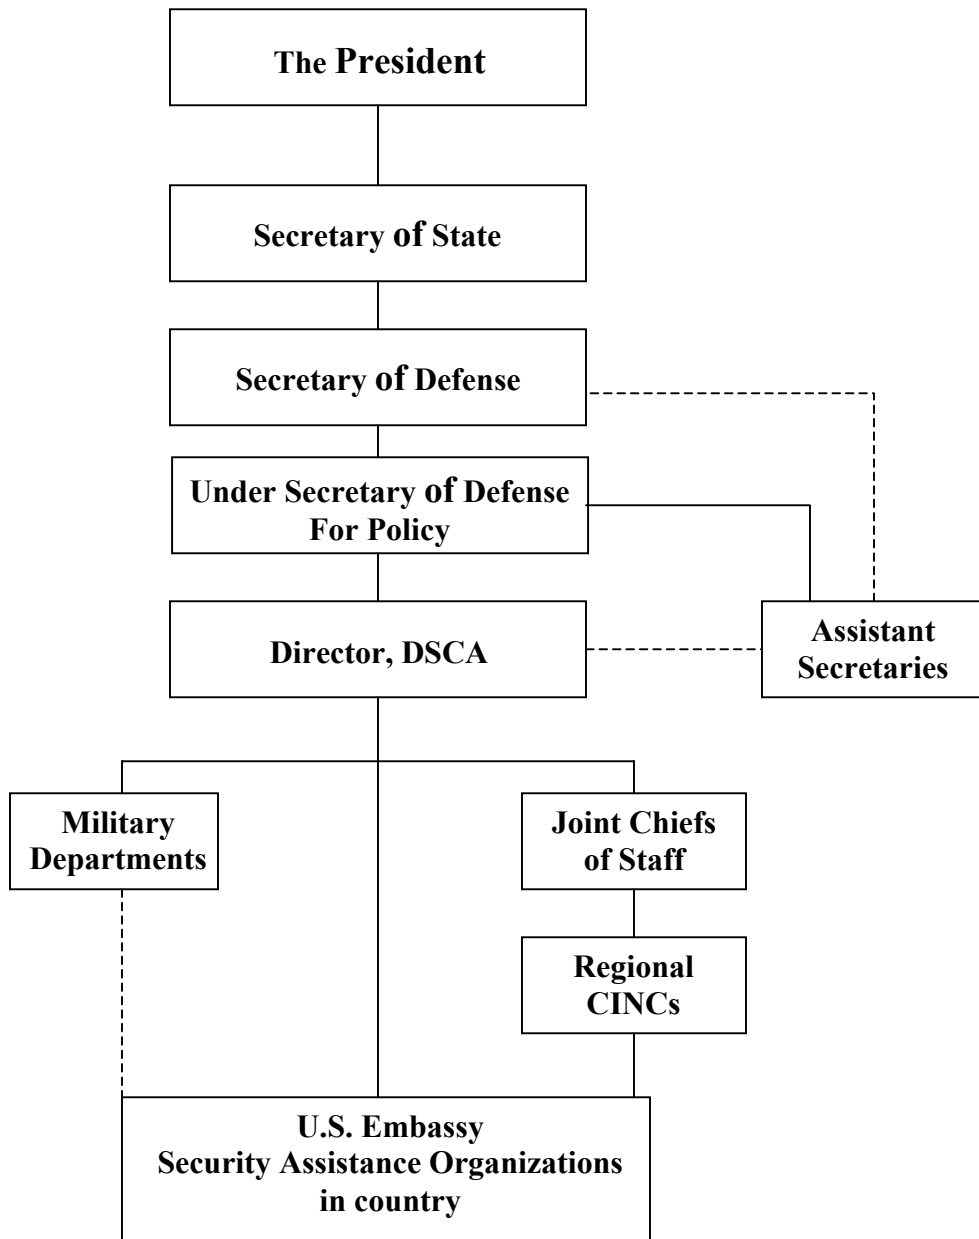 The President
Secretary of State
Secretary of Defense
Under Secretary of Defense
For Policy
Director, DSCA
Assistant
Secretaries
Military
Departments
Joint Chiefs
of Staff
Regional
CINCs
U.S. Embassy
Security Assistance Organizations
in country